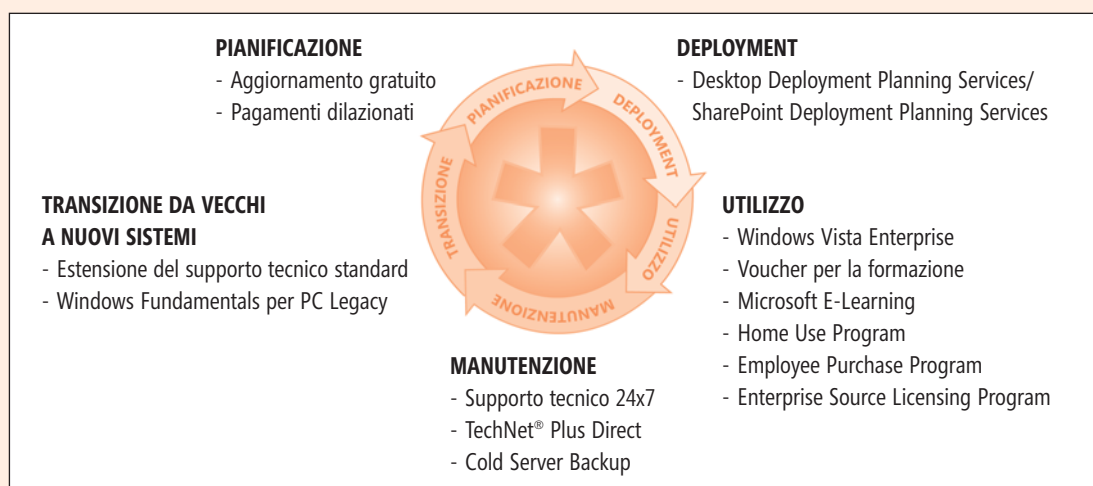 PIANIFICAZIONE
- Aggiornamento gratuito
- Pagamenti dilazionati
DEPLOYMENT
- Desktop Deployment Planning Services/
SharePoint Deployment Planning Services
PIANIFICAZIONE
DEPLOYMENT
UTILIZZO
MANUTENZIONE
TRANSIZIONE
TRANSIZIONE DA VECCHI
A NUOVI SISTEMI
- Estensione del supporto tecnico standard
- Windows Fundamentals per PC Legacy
UTILIZZO
- Windows Vista Enterprise
- Voucher per la formazione
- Microsoft E-Learning
- Home Use Program
- Employee Purchase Program
- Enterprise Source Licensing Program
MANUTENZIONE
- Supporto tecnico 24x7
- TechNet® Plus Direct
- Cold Server Backup